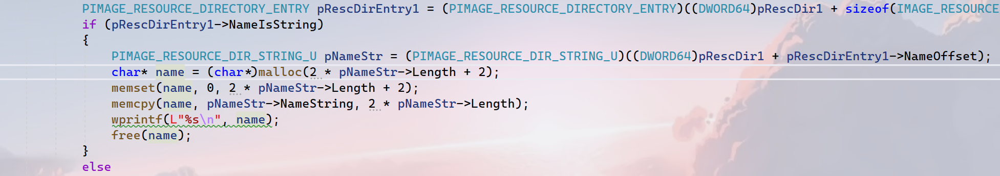 PIMAGE_RESOURCE_DIRECTORY_ENTRY pRescDirEntry1 = (PIMAGE_RESOURCE_DIRECTORY_ENTRY)((DWORD64)pRescDir1 + sizeof(IMAGE_RESOURCE
if (pRescDirEntry1->NameIsString)
{
PIMAGE_RESOURCE_DIR_STRING_U pNameStr = (PIMAGE_RESOURCE_DIR_STRING_U)((DWORD64)pRescDir1 + pRescDirEntry1->NameOffset);
char* name = (char*)malloc(2 * pNameStr->Length + 2);
memset(name, 0, 2 * pNameStr->Length + 2);
memcpy(name, pNameStr->NameString, 2 * pNameStr->Length);
wprintf(L"%s\n", name);
free(name);
}
else